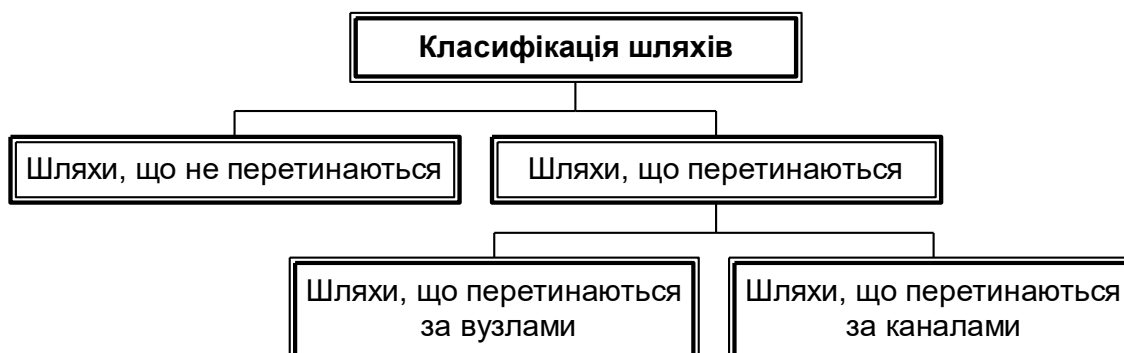 Класифікація шляхів
Шляхи, що не перетинаються
Шляхи, що перетинаються
Шляхи, що перетинаються
за вузлами
Шляхи, що перетинаються
за каналами